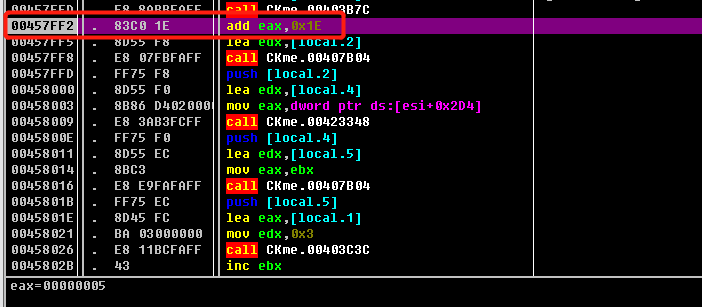 00457FED . E8 8ABBFAFF call CKme.00403B7C
00457FF2 . 83C0 1E add eax,0x1E
00457FF5 . 8D55 F8 lea edx,[local.2]
00457FF8 . E8 07FBFAFF call CKme.00407B04
00457FFD . FF75 F8 push [local.2]
00458000 . 8D55 F0 lea edx,[local.4]
00458003 . 8B86 D4020000 mov eax,dword ptr ds:[esi+0x2D4]
00458009 . E8 3AB3FCFF call CKme.00423348
0045800E . FF75 F0 push [local.4]
00458011 . 8D55 EC lea edx,[local.5]
00458014 . 8BC3 mov eax,ebx
00458016 . E8 E9FAFAFF call CKme.00407B04
0045801B . FF75 EC push [local.5]
0045801E . 8D45 FC lea eax,[local.1]
00458021 . BA 03000000 mov edx,0x3
00458026 . E8 11BCFAFF call CKme.00403C3C
0045802B . 43 inc ebx
eax=00000005